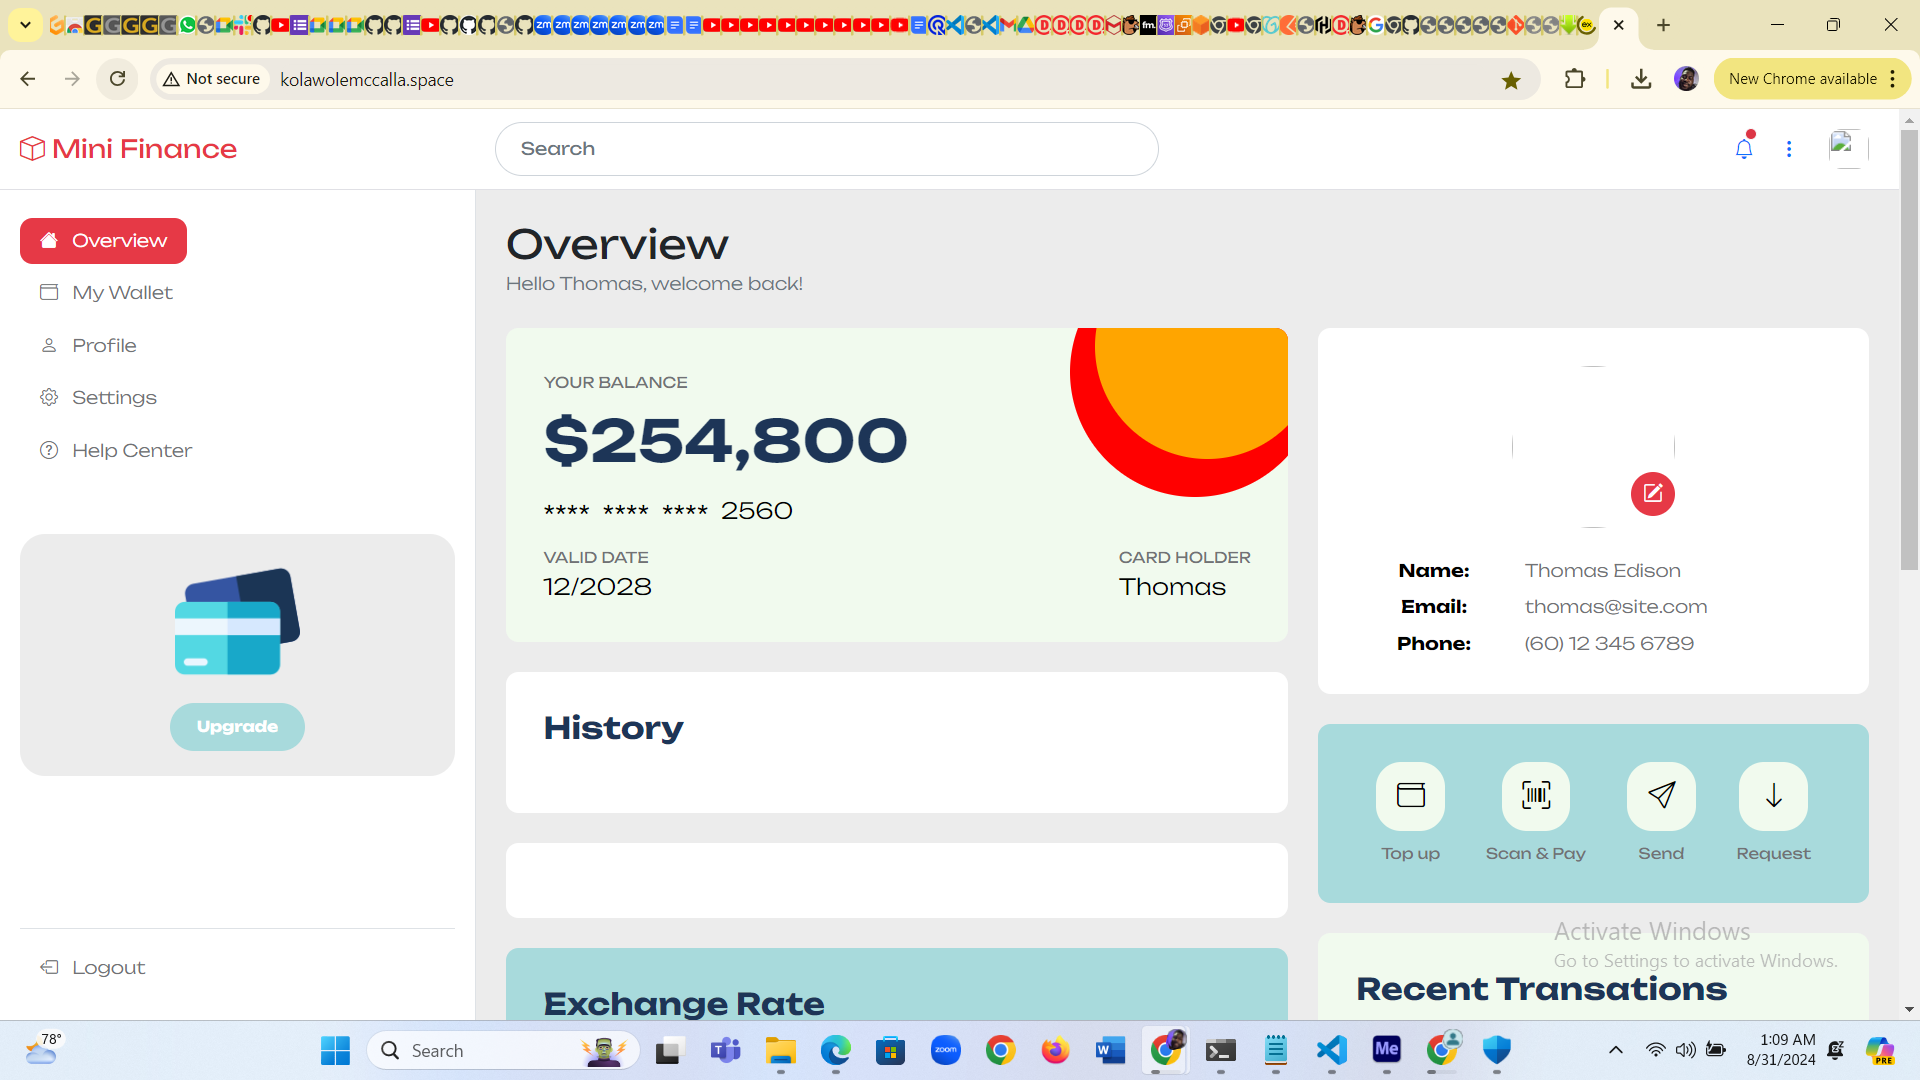 Not secure
kolawolemccalla.space
New Chrome available
Mini Finance
Search
Overview
My Wallet
Profile
Settings
Help Center
Upgrade
Logout
Overview
Hello Thomas, welcome back!
YOUR BALANCE
$254,800
**** **** **** 2560
VALID DATE
12/2028
CARD HOLDER
Thomas
History
Exchange Rate
Name: Thomas Edison
Email: thomas@site.com
Phone: (60) 12 345 6789
Top up
Scan & Pay
Send
Request
Recent Transations
Activate Windows
Go to Settings to activate Windows.
78°
Search
zoom
Me
PRE
1:09 AM
8/31/2024